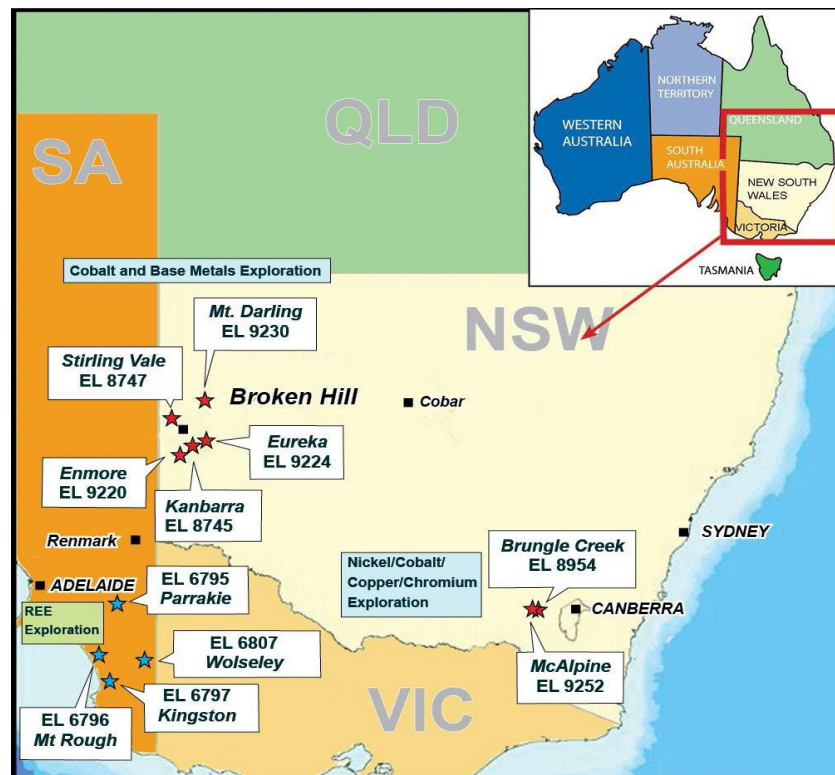 QLD
SA
NSW
VIC
WESTERN
AUSTRALIA
NORTHERN
TERRITORY
QUEENSLAND
SOUTH
AUSTRALIA
NEW SOUTH
WALES
VICTORIA
TASMANIA
Cobalt and Base Metals Exploration
Mt. Darling
EL 9230
Stirling Vale
EL 8747
Broken Hill
Cobar
Eureka
EL 9224
Enmore
EL 9220
Kanbarra
EL 8745
Renmark
ADELAIDE
EL 6795
Parrakie
REE
Exploration
EL 6807
Wolseley
EL 6797
Kingston
EL 6796
Mt Rough
Nickel/Cobalt/
Copper/Chromium
Exploration
Brungle Creek
EL 8954
SYDNEY
CANBERRA
McAlpine
EL 9252